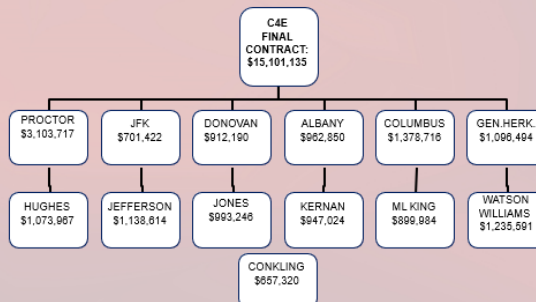 C4E
FINAL
CONTRACT:
$15,101,135
PROCTOR
$3,103,717
JFK
$701,422
DONOVAN
$912,190
ALBANY
$962,850
COLUMBUS
$1,378,716
GEN.HERK.
$1,096,494
HUGHES
$1,073,967
JEFFERSON
$1,138,614
JONES
$993,246
KERNAN
$947,024
ML KING
$899,984
WATSON
WILLIAMS
$1,235,591
CONKLING
$657,320